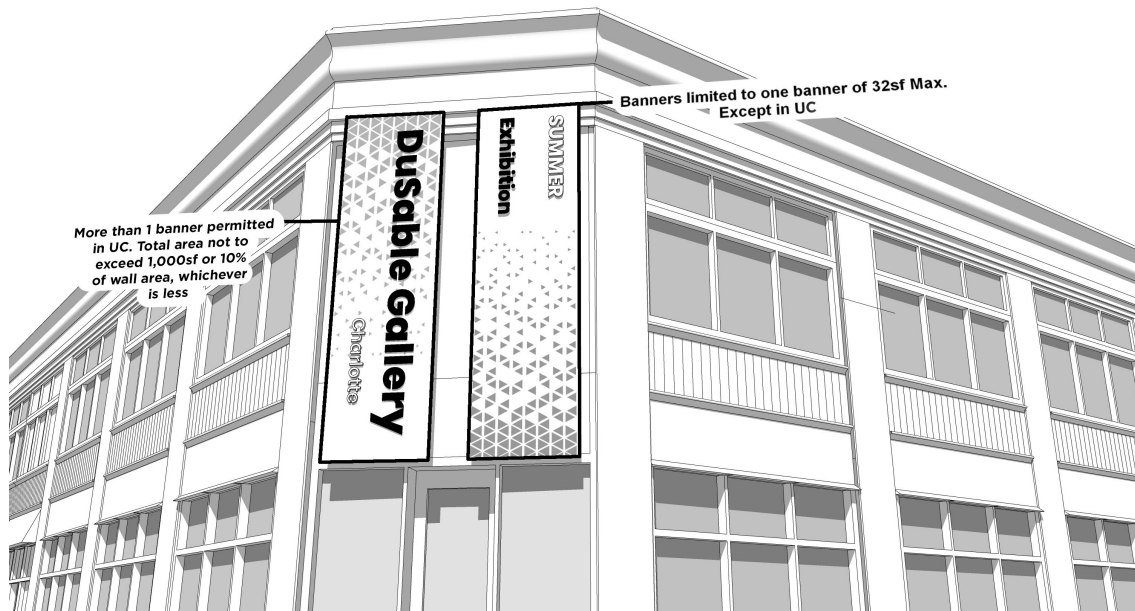 Banners limited to one banner of 32sf Max.
Except in UC
More than 1 banner permitted
in UC. Total area not to
exceed 1,000sf or 10%
of wall area, whichever
is less
DuSable Gallery
Charlotte
SUMMER
Exhibition